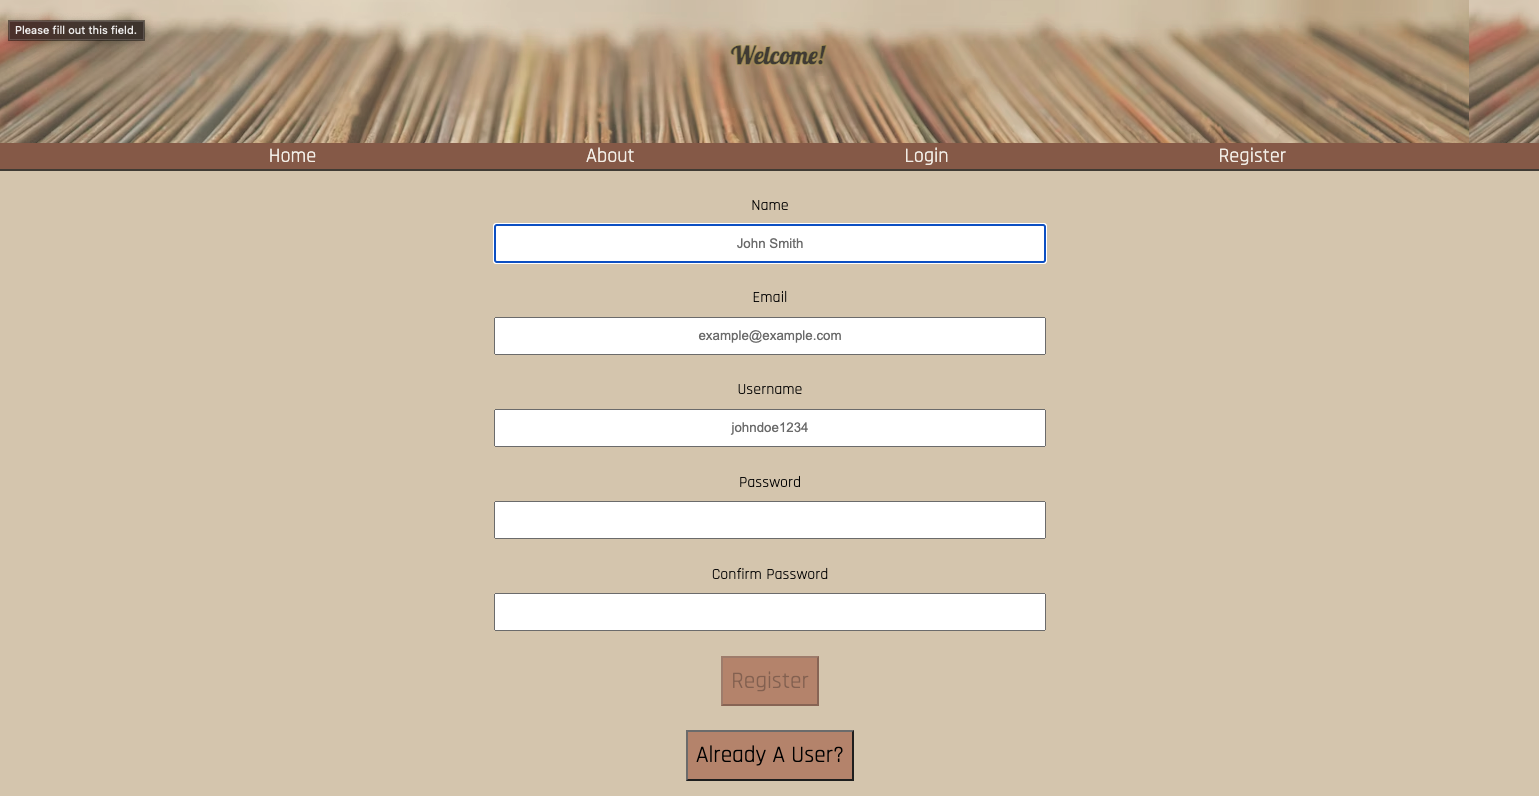 Please fill out this field.
Welcome!
Home About Login Register
Name
John Smith
Email
example@example.com
Username
johndoe1234
Password
Confirm Password
Register
Already A User?